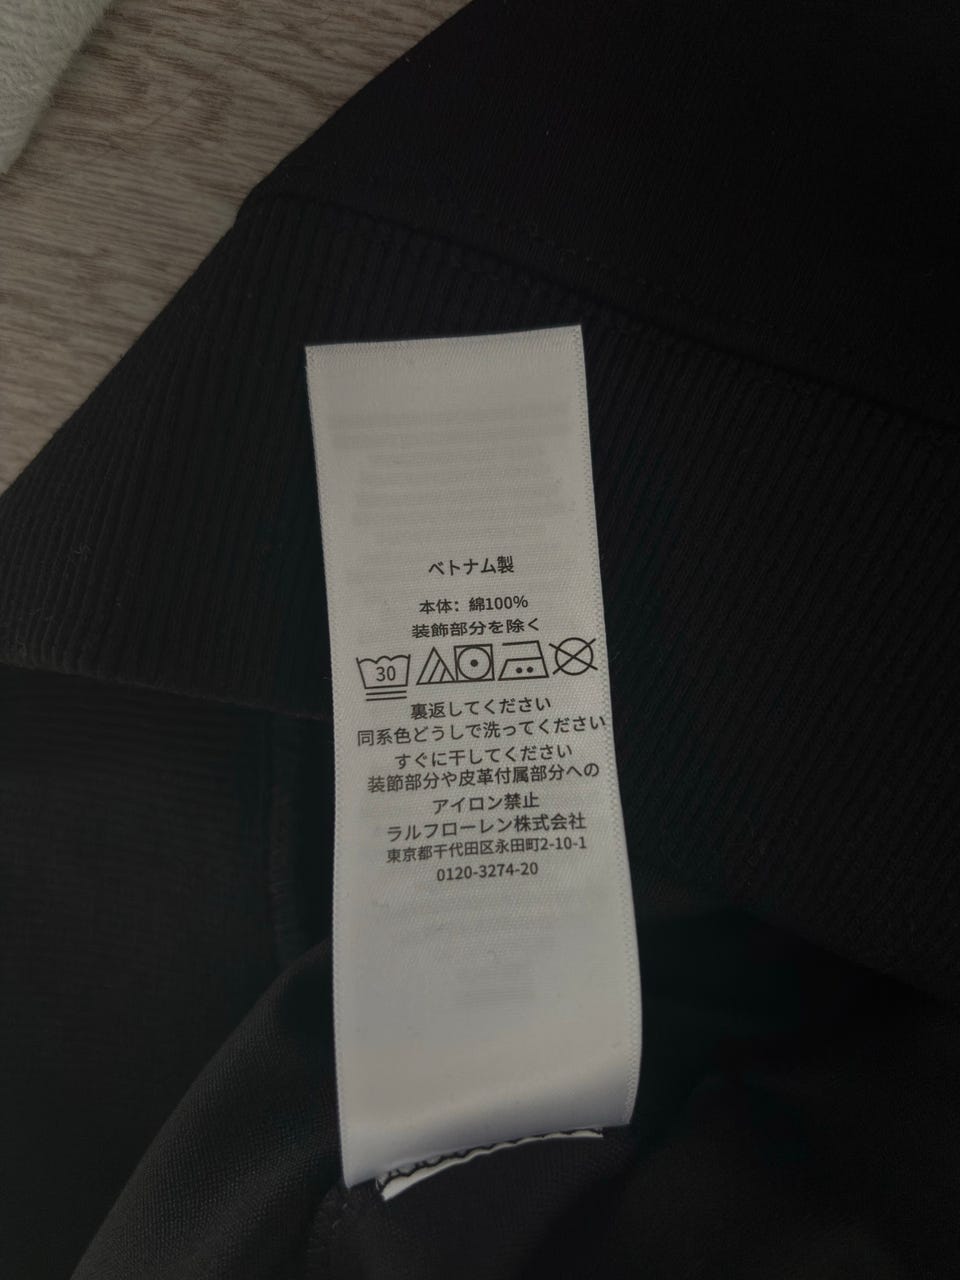 ベトナム製
本体：綿100%
装飾部分を除く
30
裏返してください
同系色どうしで洗ってください
すぐに干してください
装飾部分や皮革付属部分への
アイロン禁止
ラルフローレン株式会社
東京都千代田区永田町2-10-1
0120-3274-20